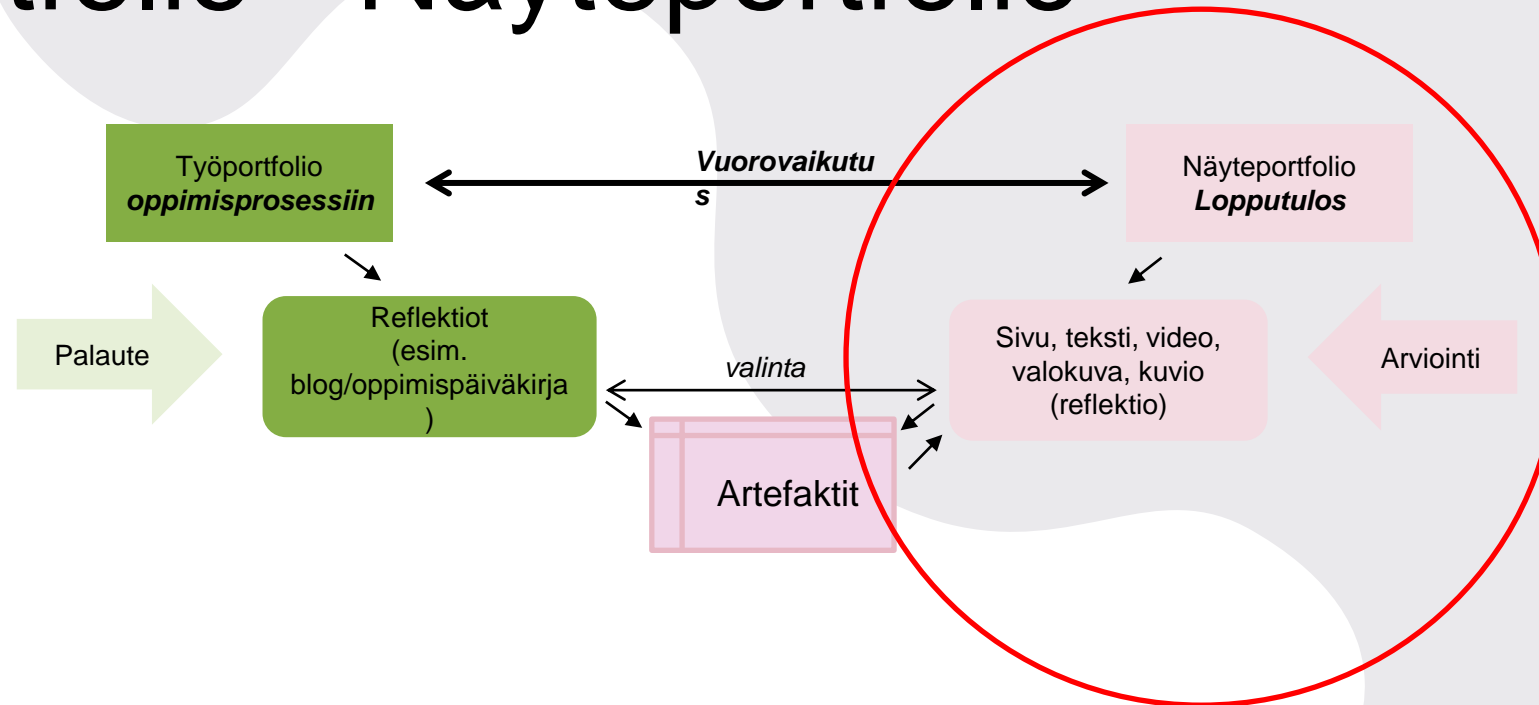 Näyteportfolio
Työportfolio
oppimisprosessiin
Vuorovaikutu
s
Näyteportfolio
Lopputulos
Palaute
Reflektiot
(esim.
blog/oppimispäiväkirja
)
valinta
Sivu, teksti, video,
valokuva, kuvio
(reflektio)
Arviointi
Artefaktit